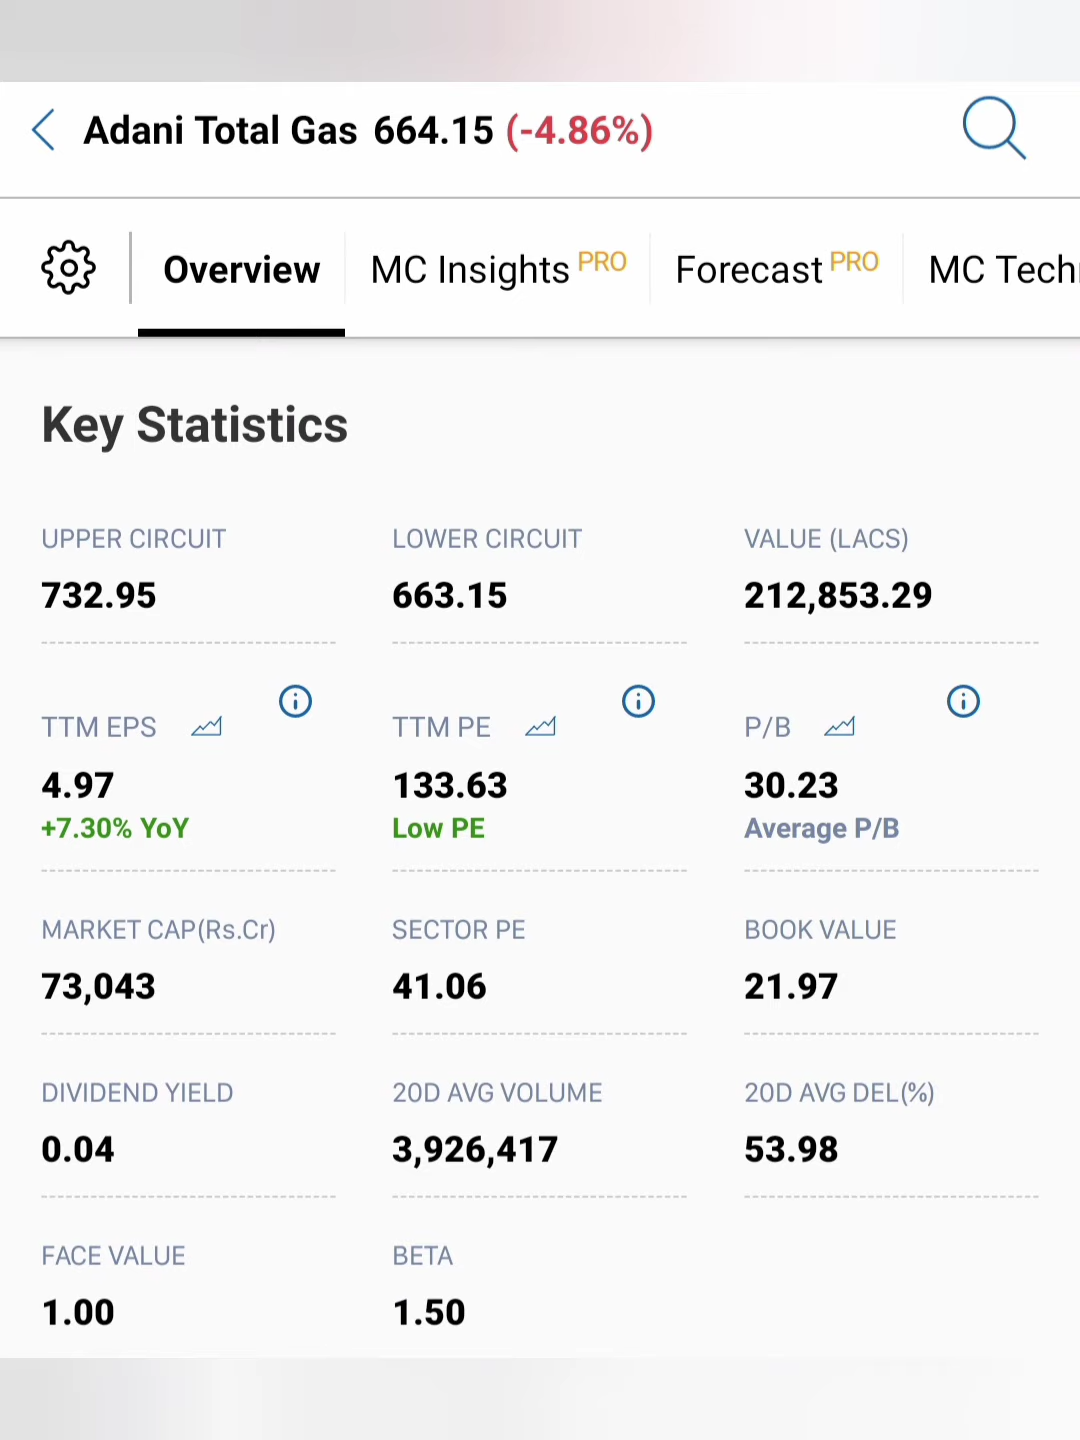 Adani Total Gas 664.15 (-4.86%)
Overview MC Insights PRO Forecast PRO MC Tech
Key Statistics
UPPER CIRCUIT LOWER CIRCUIT VALUE (LACS)
732.95 663.15 212,853.29
TTM EPS TTM PE P/B
4.97 133.63 30.23
+7.30% YoY Low PE Average P/B
MARKET CAP(Rs.Cr) SECTOR PE BOOK VALUE
73,043 41.06 21.97
DIVIDEND YIELD 20D AVG VOLUME 20D AVG DEL(%)
0.04 3,926,417 53.98
FACE VALUE BETA
1.00 1.50